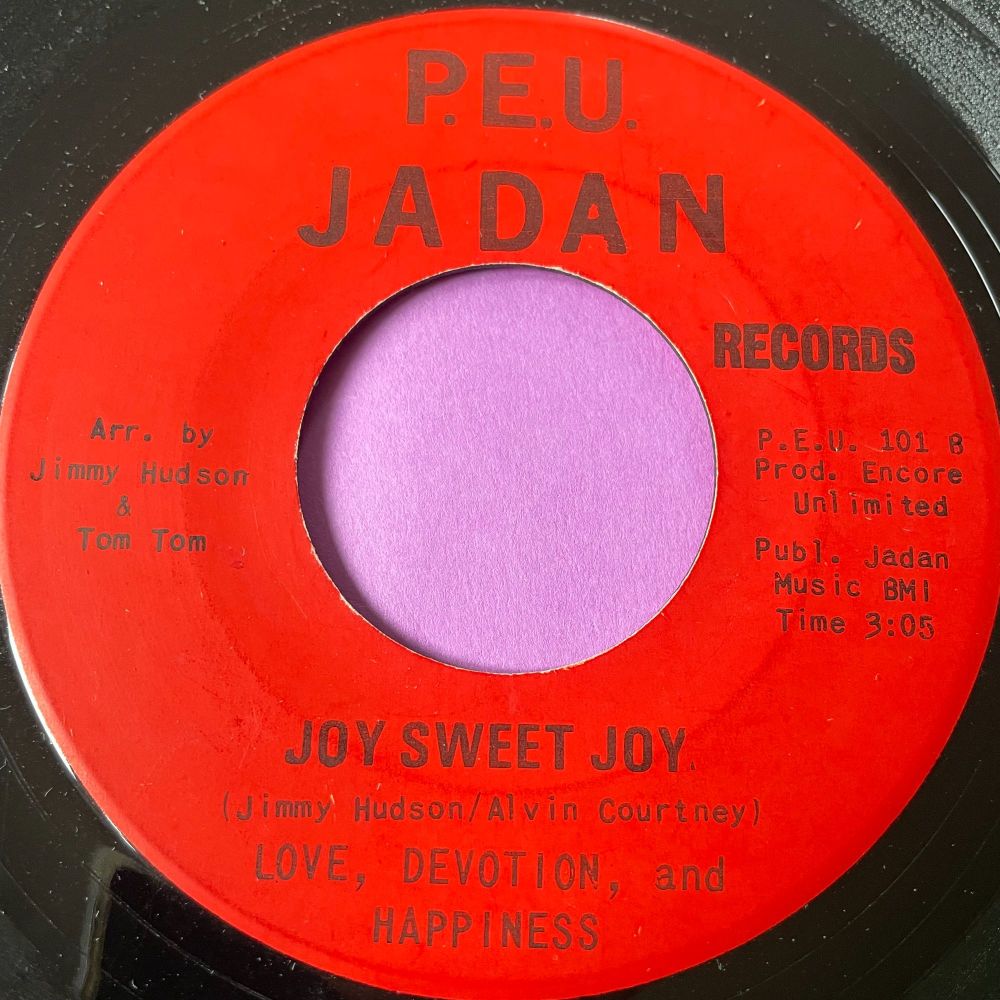 P.E.U.
JADAN
RECORDS
Arr. by
Jimmy Hudson
&
Tom Tom
P.E.U. 101 B
Prod. Encore
Unlimited
Publ. Jadan
Music BMI
Time 3:05
JOY SWEET JOY.
(Jimmy Hudson/Alvin Courtney)
LOVE, DEVOTION, and
HAPPINESS